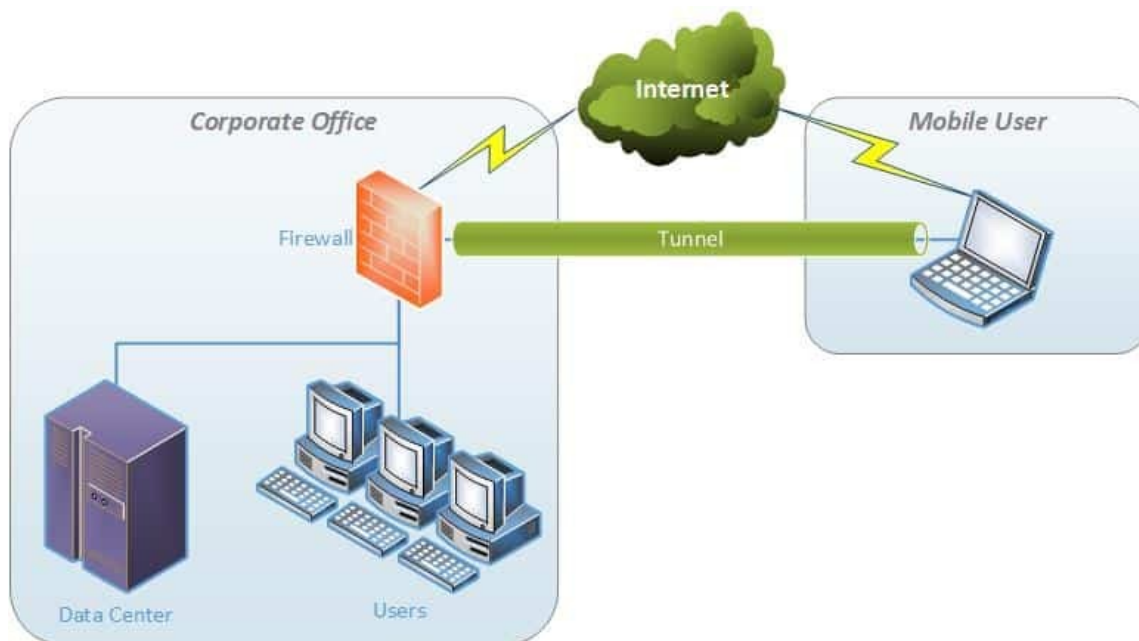 Internet
Corporate Office
Mobile User
Firewall
Tunnel
Data Center
Users